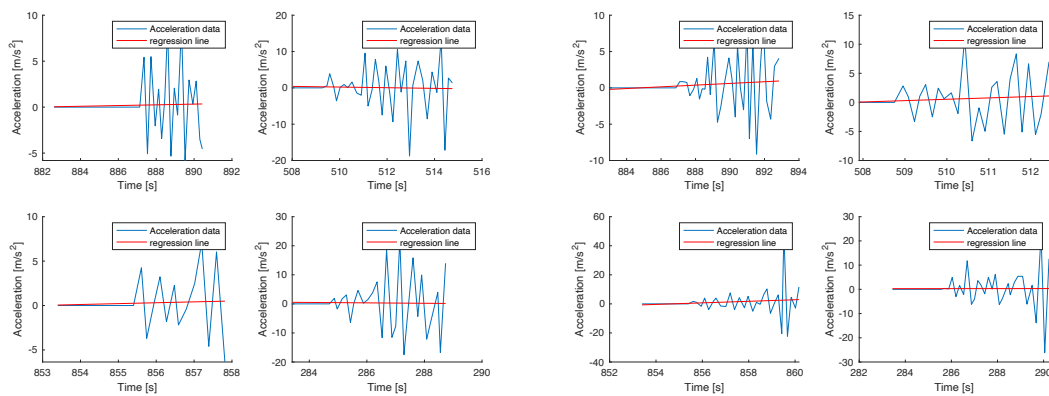 10
5
0
-5
Acceleration [m/s²]
882 884 886 888 890 892
Time [s]
Acceleration data
regression line
20
10
0
-10
-20
Acceleration [m/s²]
508 510 512 514 516
Time [s]
Acceleration data
regression line
10
5
0
-5
-10
Acceleration [m/s²]
884 886 888 890 892 894
Time [s]
Acceleration data
regression line
15
10
5
0
-5
-10
Acceleration [m/s²]
508 509 510 511 512
Time [s]
Acceleration data
regression line
10
5
0
-5
Acceleration [m/s²]
853 854 855 856 857 858
Time [s]
Acceleration data
regression line
30
20
10
0
-10
-20
Acceleration [m/s²]
284 286 288 290
Time [s]
Acceleration data
regression line
60
40
20
0
-20
-40
Acceleration [m/s²]
852 854 856 858 860
Time [s]
Acceleration data
regression line
30
20
10
0
-10
-20
-30
Acceleration [m/s²]
282 284 286 288 290
Time [s]
Acceleration data
regression line